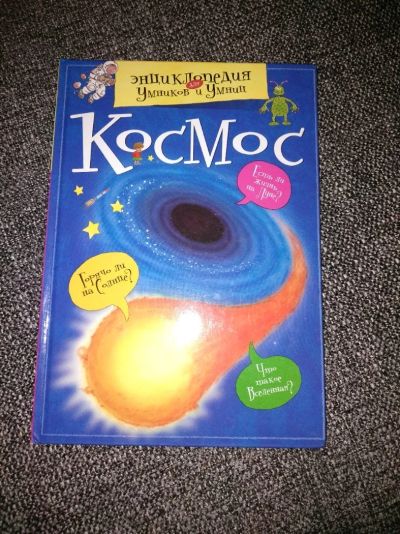 ЭНЦИКЛОПЕДИЯ
для
Умников и Умниц
Космос
Есть ли
жизнь
на Луне?
Горячо ли
на Солнце?
Что
такое
Вселенная?